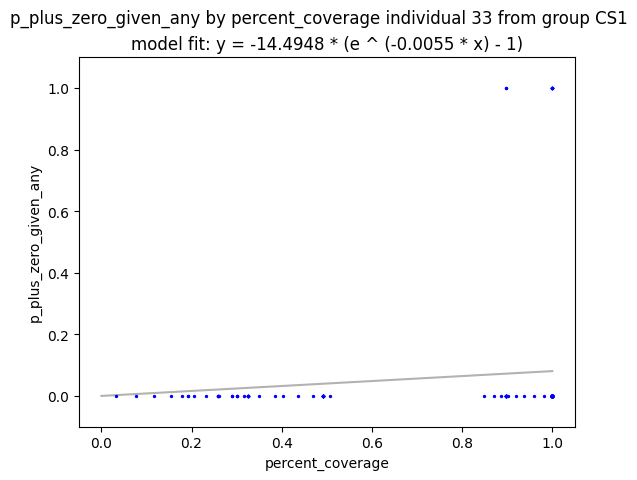 p_plus_zero_given_any by percent_coverage individual 33 from group CS1
model fit: y = -14.4948 * (e ^ (-0.0055 * x) - 1)
1.0
0.8
0.6
0.4
0.2
0.0
p_plus_zero_given_any
0.0 0.2 0.4 0.6 0.8 1.0
percent_coverage